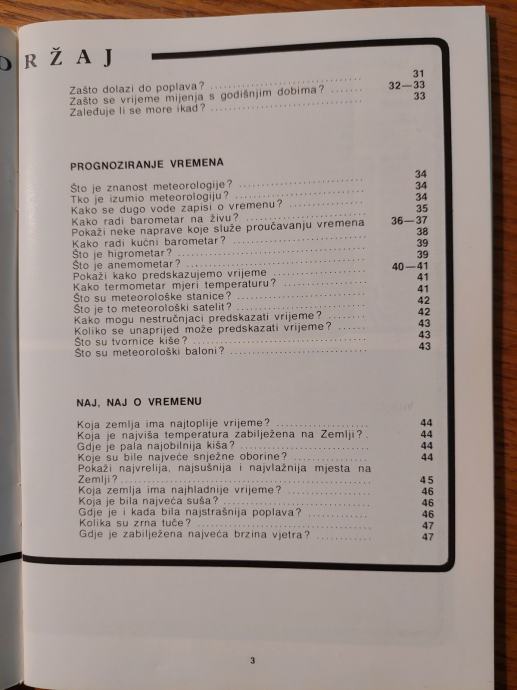 DRŽAJ
Zašto dolazi do poplava? 31
Zašto se vrijeme mijenja s godišnjim dobima? 32—33
Zaleđuje li se more ikad? 33
PROGNOZIRANJE VREMENA
Što je znanost meteorologije? 34
Tko je izumio meteorologiju? 34
Kako se dugo vode zapisi o vremenu? 34
Kako radi barometar na živu? 35
Pokaži neke naprave koje služe proučavanju vremena 36—37
Kako radi kućni barometar? 38
Što je higrometar? 39
Što je anemometar? 39
Pokaži kako predskazujemo vrijeme 40—41
Kako termometar mjeri temperaturu? 41
Što su meteorološke stanice? 41
Što je to meteorološki satelit? 42
Kako mogu nestručnjaci predskazati vrijeme? 42
Koliko se unaprijed može predskazati vrijeme? 43
Što su tvornice kiše? 43
Što su meteorološki baloni? 43
NAJ, NAJ O VREMENU
Koja zemlja ima najtoplije vrijeme? 44
Koja je najviša temperatura zabilježena na Zemlji? 44
Gdje je pala najobilnija kiša? 44
Koje su bile najveće snježne oborine? 44
Pokaži najvrelija, najsušnija i najvlažnija mjesta na
Zemlji? 45
Koja zemlja ima najhladnije vrijeme? 46
Koja je bila najveća suša? 46
Gdje je i kada bila najstrašnija poplava? 46
Kolika su zrna tuče? 47
Gdje je zabilježena največa brzina vjetra? 47
3